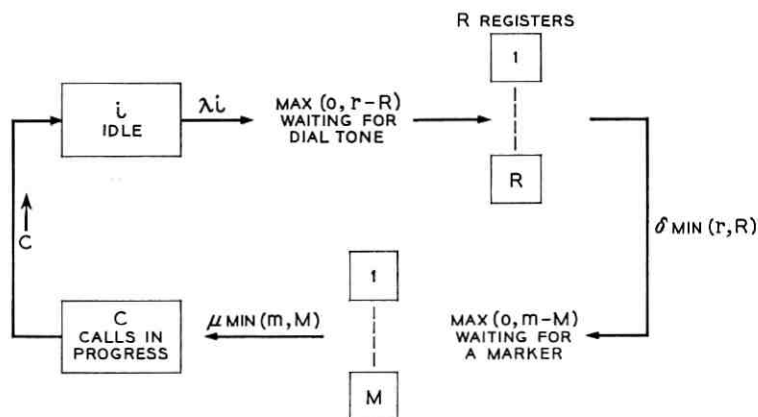 R REGISTERS
1
i
IDLE
λi
MAX (0, r-R)
WAITING FOR
DIAL TONE
R
δ MIN (r, R)
C
1
C
CALLS IN
PROGRESS
μ MIN (m, M)
MAX (0, m-M)
WAITING FOR
A MARKER
M